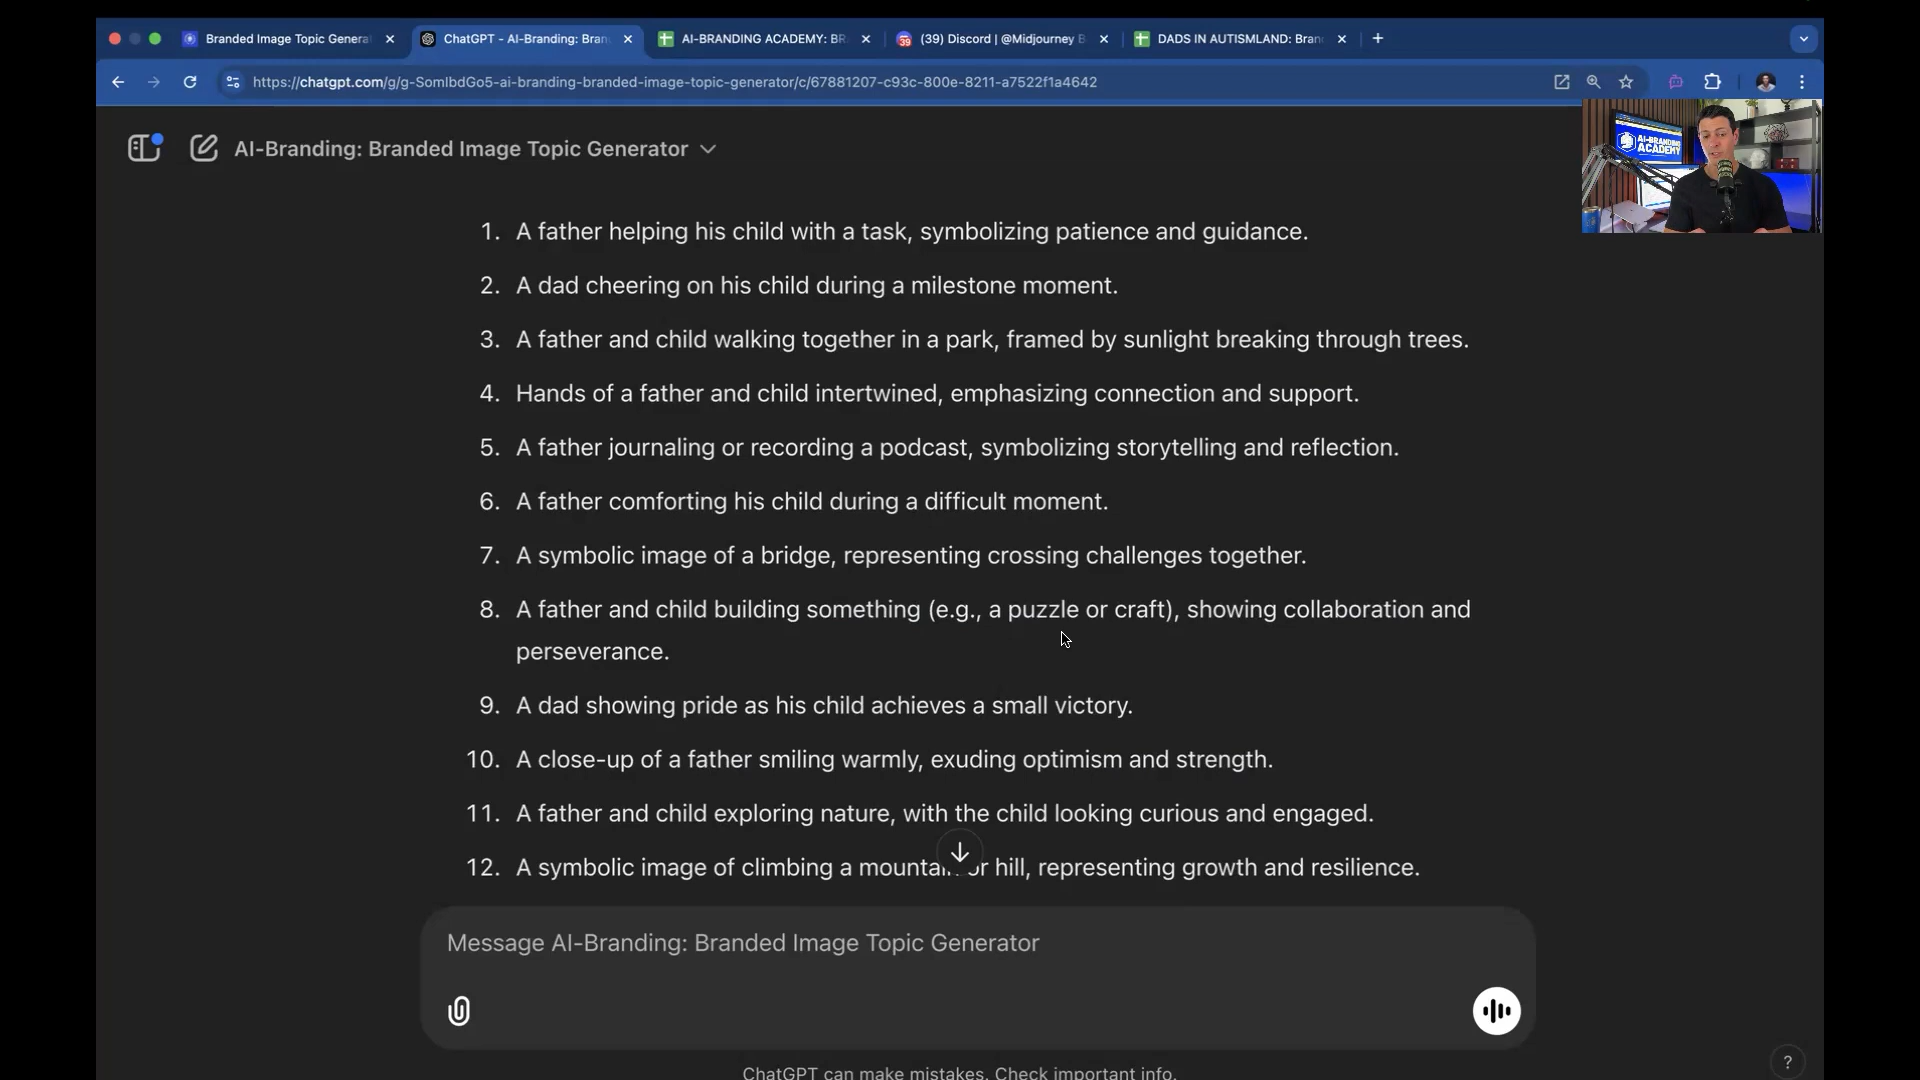 Branded Image Topic Genera
ChatGPT - AI-Branding: Bran
AI-BRANDING ACADEMY: BR
(39) Discord | @Midjourney B
DADS IN AUTISMLAND: Bran
https://chatgpt.com/g/g-SomIbdGo5-ai-branding-branded-image-topic-generator/c/67881207-c93c-800e-8211-a7522f1a4642
AI-Branding: Branded Image Topic Generator
AI-BRANDING
ACADEMY
1. A father helping his child with a task, symbolizing patience and guidance.
2. A dad cheering on his child during a milestone moment.
3. A father and child walking together in a park, framed by sunlight breaking through trees.
4. Hands of a father and child intertwined, emphasizing connection and support.
5. A father journaling or recording a podcast, symbolizing storytelling and reflection.
6. A father comforting his child during a difficult moment.
7. A symbolic image of a bridge, representing crossing challenges together.
8. A father and child building something (e.g., a puzzle or craft), showing collaboration and
perseverance.
9. A dad showing pride as his child achieves a small victory.
10. A close-up of a father smiling warmly, exuding optimism and strength.
11. A father and child exploring nature, with the child looking curious and engaged.
12. A symbolic image of climbing a mountain or hill, representing growth and resilience.
Message AI-Branding: Branded Image Topic Generator
ChatGPT can make mistakes. Check important info.
?